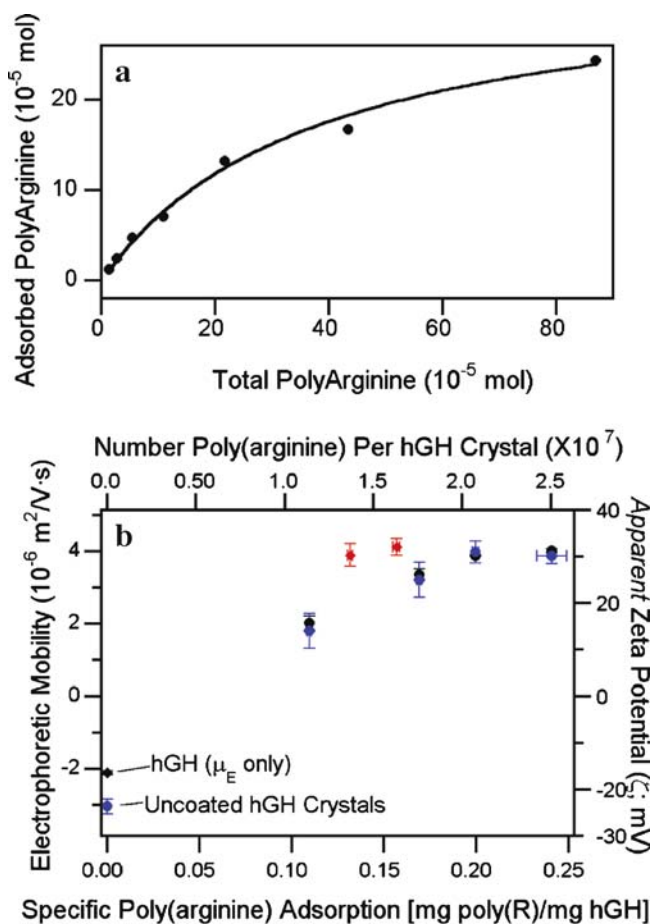 a
20
10
0
Adsorbed PolyArginine (10⁻⁵ mol)
0 20 40 60 80
Total PolyArginine (10⁻⁵ mol)
Number Poly(arginine) Per hGH Crystal (X10⁷)
0.0 0.50 1.0 1.5 2.0 2.5
b
Electrophoretic Mobility (10⁻⁶ m²/V·s)
4
2
0
-2
40
20
0
-20
-30
Apparent Zeta Potential (ζ; mV)
hGH (μE only)
Uncoated hGH Crystals
0.00 0.05 0.10 0.15 0.20 0.25
Specific Poly(arginine) Adsorption [mg poly(R)/mg hGH]